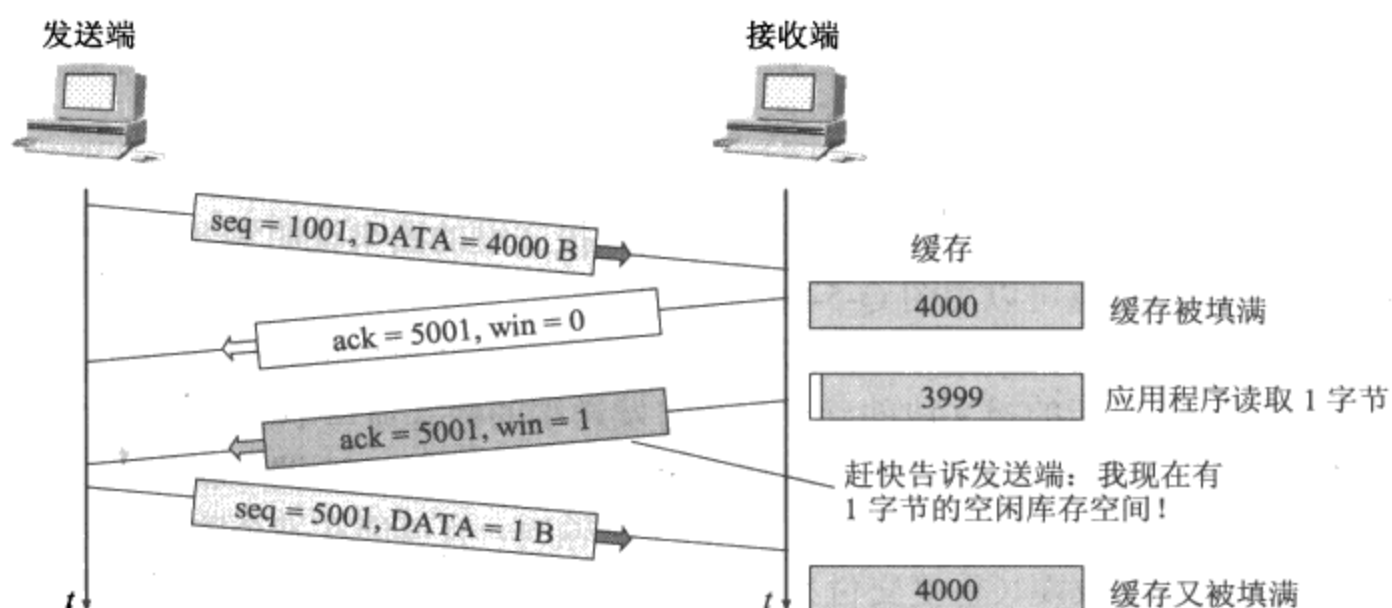 发送端
接收端
seq = 1001, DATA = 4000 B
缓存
4000
缓存被填满
ack = 5001, win = 0
3999
应用程序读取 1 字节
ack = 5001, win = 1
赶快告诉发送端：我现在有
1 字节的空闲库存空间！
seq = 5001, DATA = 1 B
4000
缓存又被填满
t
t